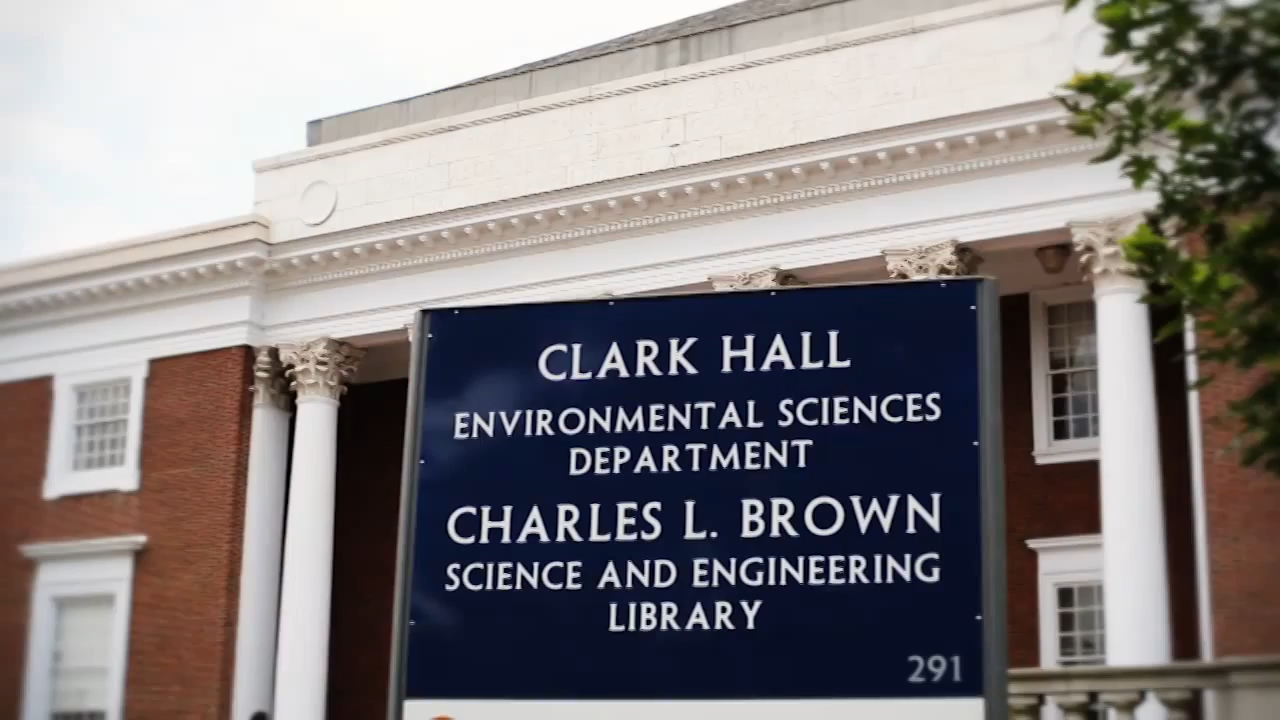 CLARK HALL
ENVIRONMENTAL SCIENCES
DEPARTMENT
CHARLES L. BROWN
SCIENCE AND ENGINEERING
LIBRARY
291